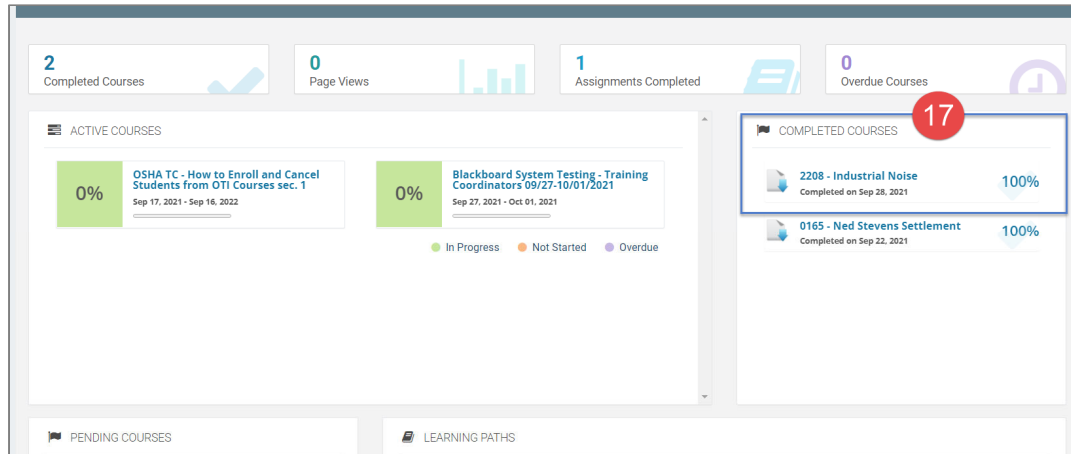 2
Completed Courses
0
Page Views
1
Assignments Completed
0
Overdue Courses
ACTIVE COURSES
0%
OSHA TC - How to Enroll and Cancel
Students from OTI Courses sec. 1
Sep 17, 2021 - Sep 16, 2022
0%
Blackboard System Testing - Training
Coordinators 09/27-10/01/2021
Sep 27, 2021 - Oct 01, 2021
In Progress
Not Started
Overdue
17
COMPLETED COURSES
2208 - Industrial Noise
Completed on Sep 28, 2021
100%
0165 - Ned Stevens Settlement
Completed on Sep 22, 2021
100%
PENDING COURSES
LEARNING PATHS